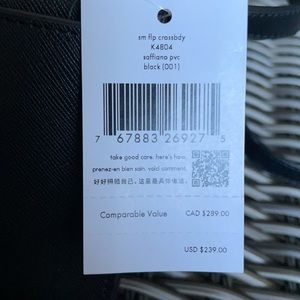 sm flp crossbdy
K4804
saffiano pvc
black (001)
7 67883 26927 5
take good care. here's how.
prenez-en bien soin. voici comment.
好好照顾自己。这里是具体做法。
Comparable Value CAD $289.00
USD $239.00